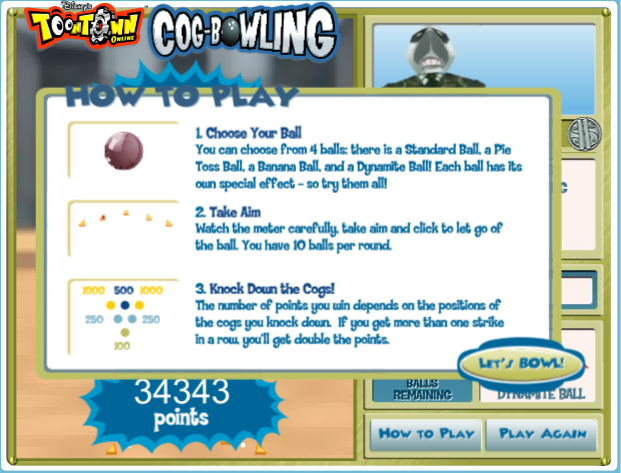 Disney's
TOONTOWN
ONLINE
COG-BOWLING
HOW TO PLAY
1. Choose Your Ball
You can choose from 4 balls: there is a Standard Ball, a Pie
Toss Ball, a Banana Ball, and a Dynamite Ball! Each ball has its
own special effect - so try them all!
2. Take Aim
Watch the meter carefully, take aim and click to let go of
the ball. You have 10 balls per round.
1000 500 1000
250 250
100
3. Knock Down the Cogs!
The number of points you win depends on the positions of
the cogs you knock down. If you get more than one strike
in a row, you'll get double the points.
LET'S BOWL!
34343
points
BALLS
REMAINING
DYNAMITE BALL
HOW TO PLAY
PLAY AGAIN